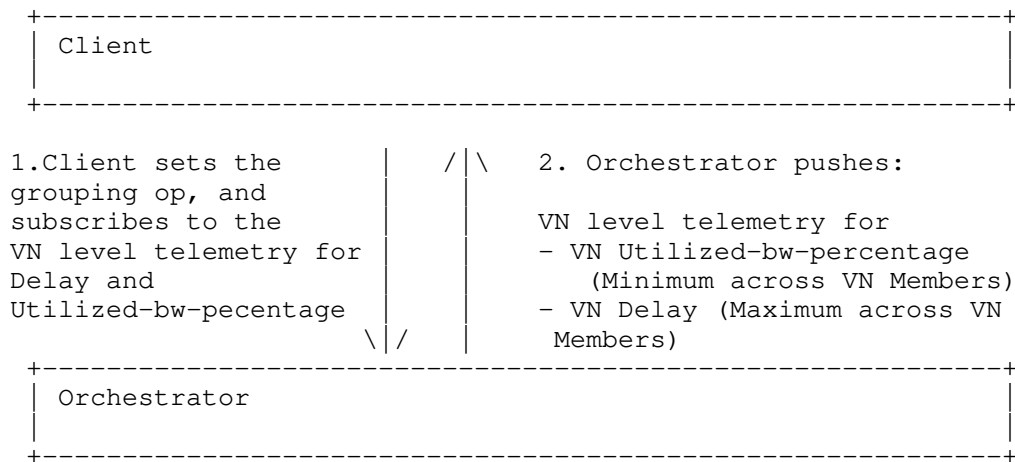 Client
1.Client sets the
grouping op, and
subscribes to the
VN level telemetry for
Delay and
Utilized-bw-pecentage
2. Orchestrator pushes:
VN level telemetry for
- VN Utilized-bw-percentage
(Minimum across VN Members)
- VN Delay (Maximum across VN
Members)
Orchestrator